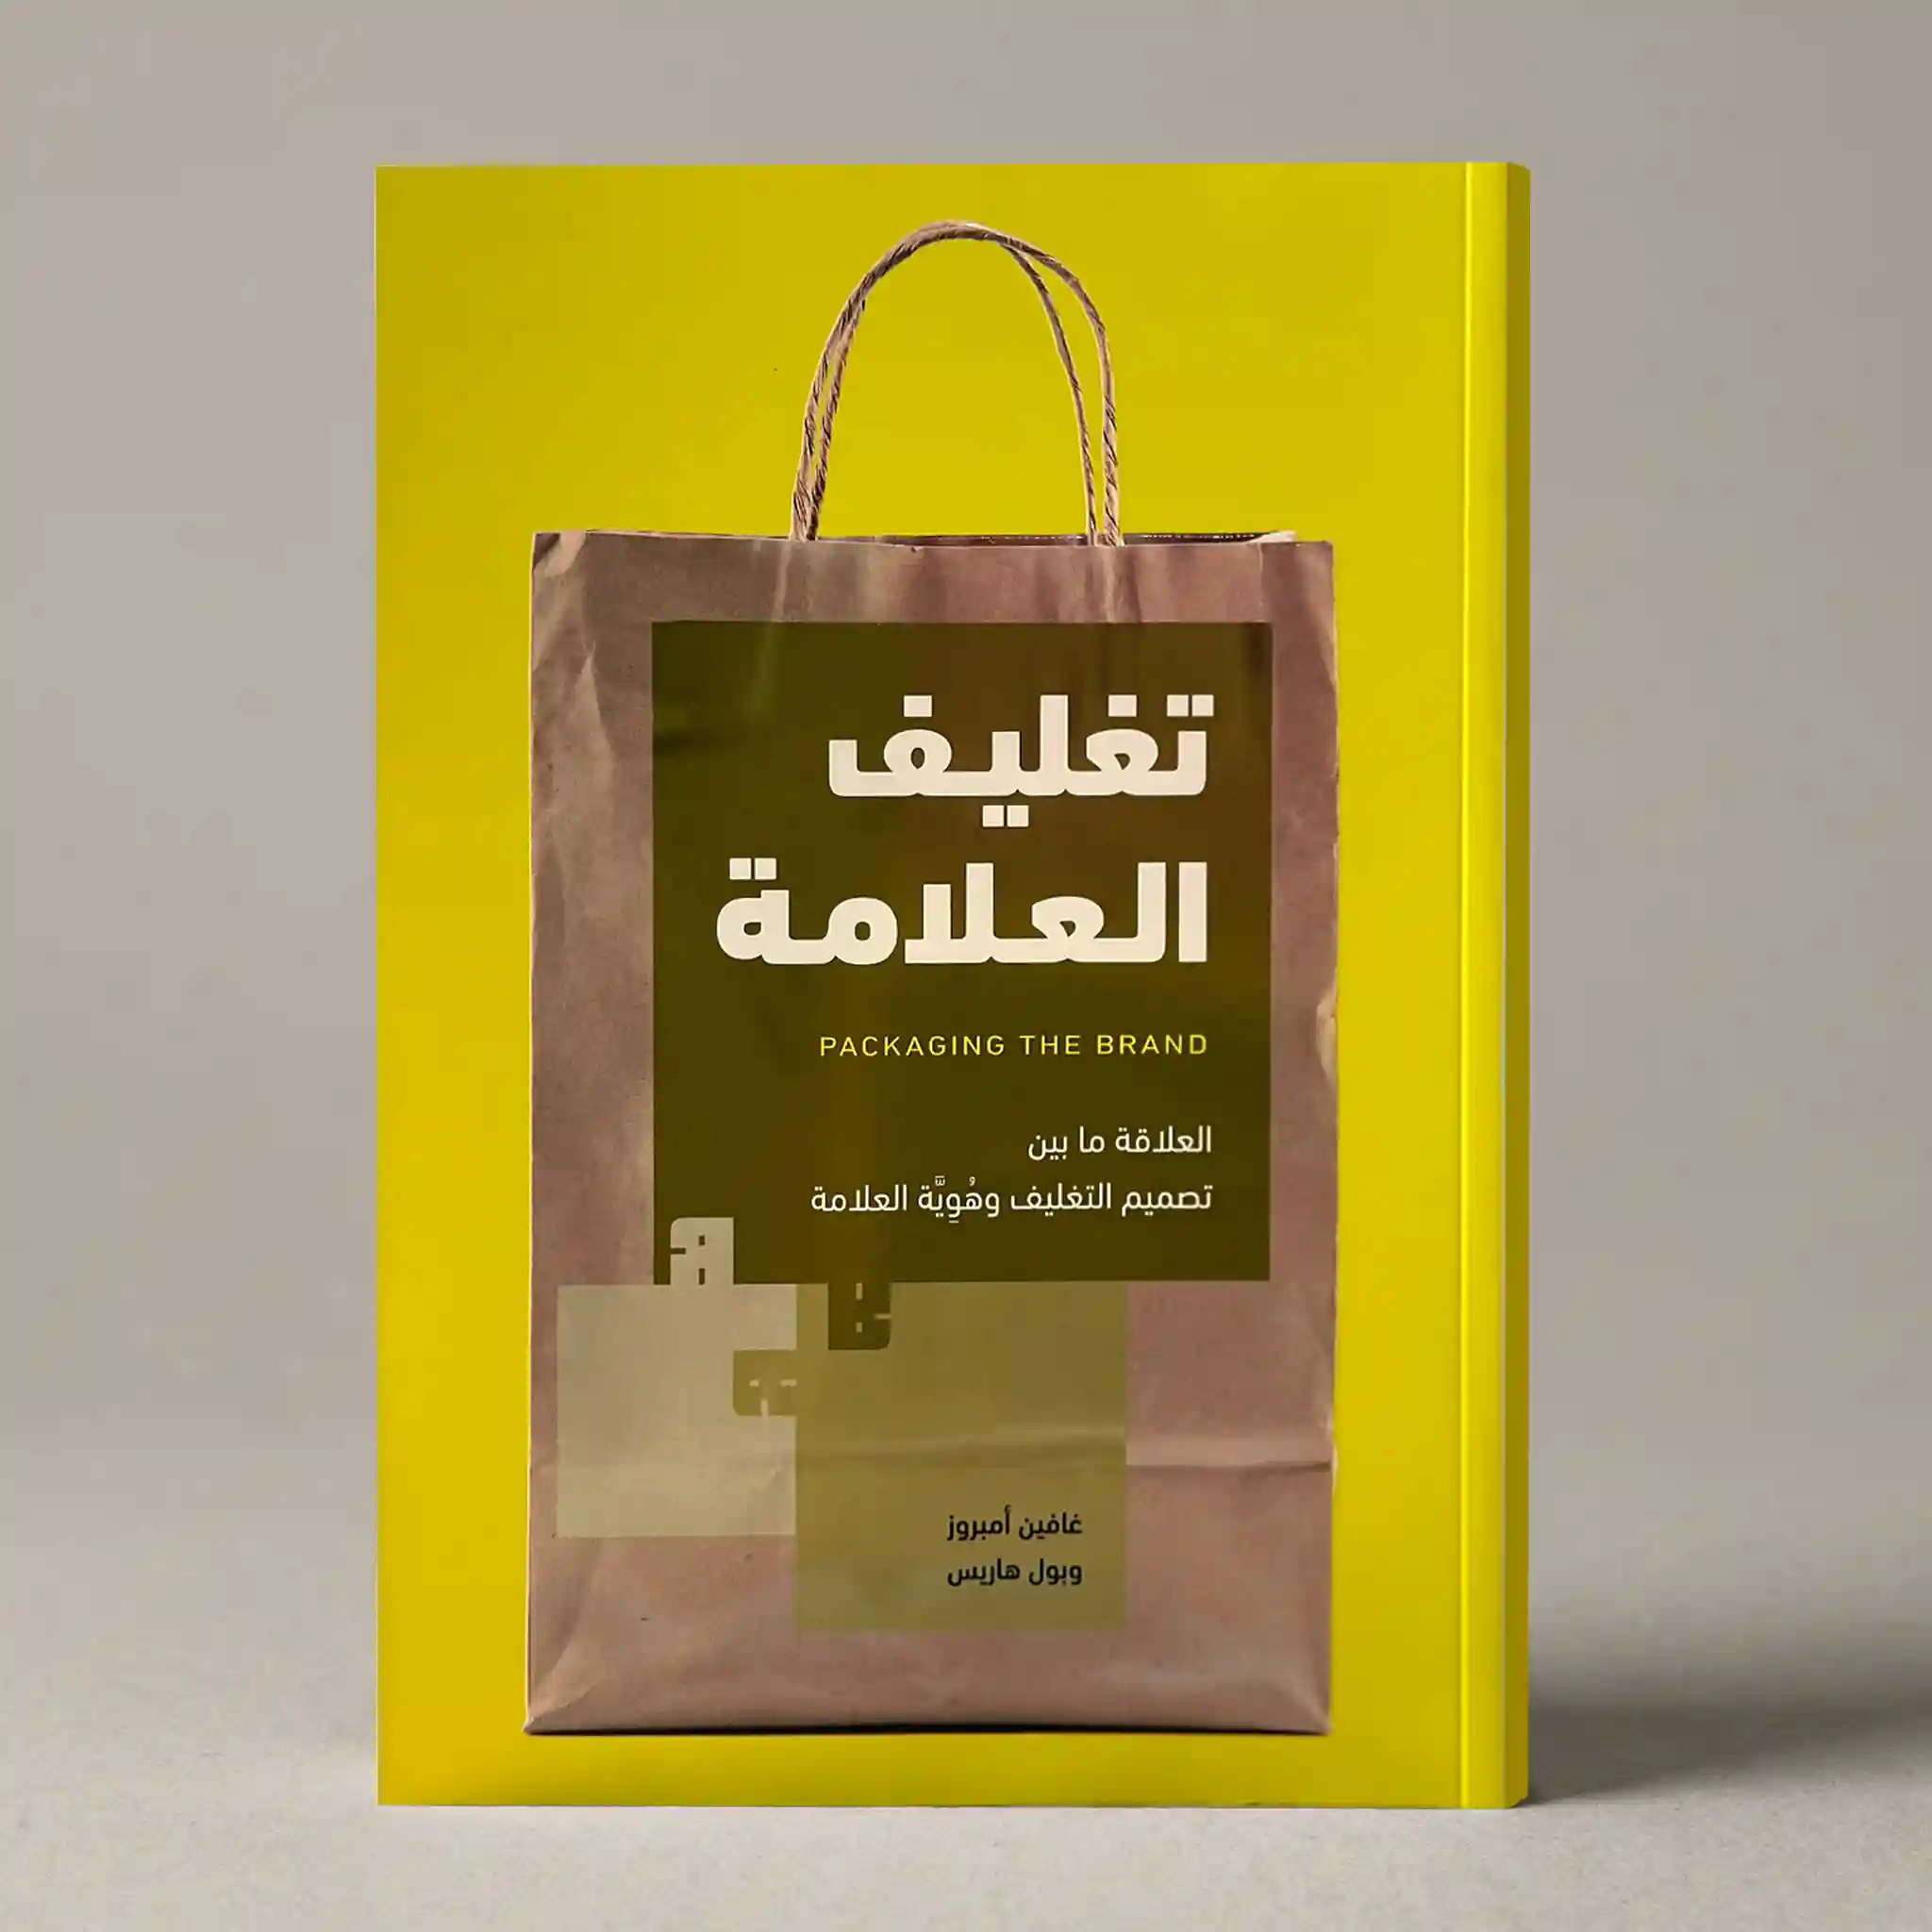 تغليف
العلامة
PACKAGING THE BRAND
العلاقة ما بين
تصميم التغليف وهُوِيَّة العلامة
غافين أمبروز
وبول هاريس